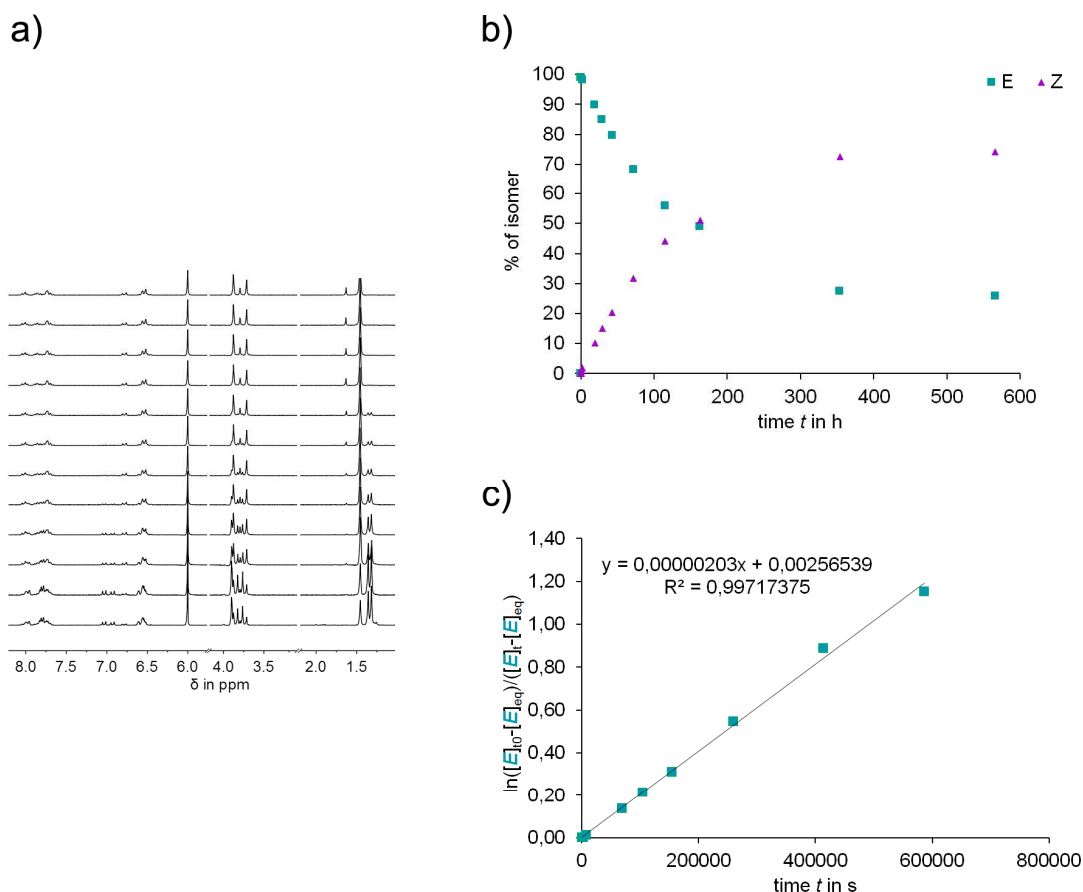 a)
8.0 7.5 7.0 6.5 6.0 4.0 3.5 2.0 1.5
δ in ppm
b)
E Z
100
90
80
70
60
50
40
30
20
10
0
% of isomer
0 100 200 300 400 500 600
time t in h
c)
y = 0,00000203x + 0,00256539
R² = 0,99717375
1,40
1,20
1,00
0,80
0,60
0,40
0,20
0,00
ln([E]t0-[E]eq)/([E]t-[E]eq)
0 200000 400000 600000 800000
time t in s